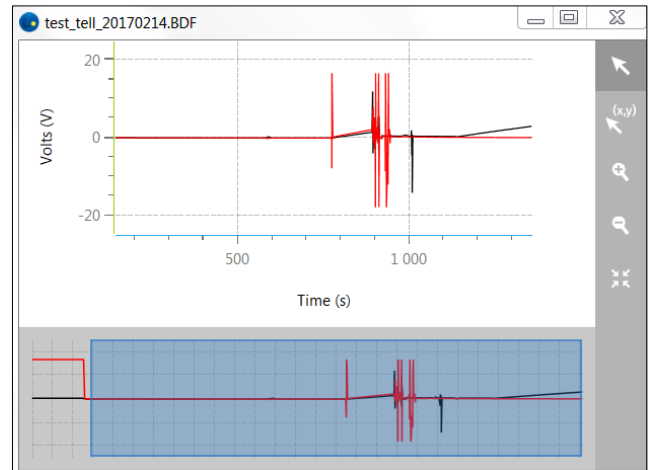 test_tell_20170214.BDF
20
0
-20
Volts (V)
500
1 000
Time (s)
(x,y)